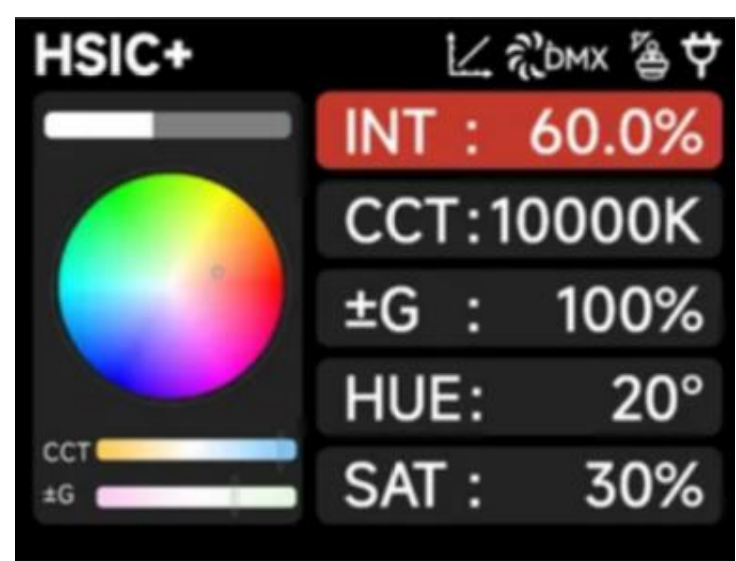 HSIC+
DMX
INT : 60.0%
CCT:10000K
±G : 100%
HUE: 20°
SAT : 30%
CCT
±G